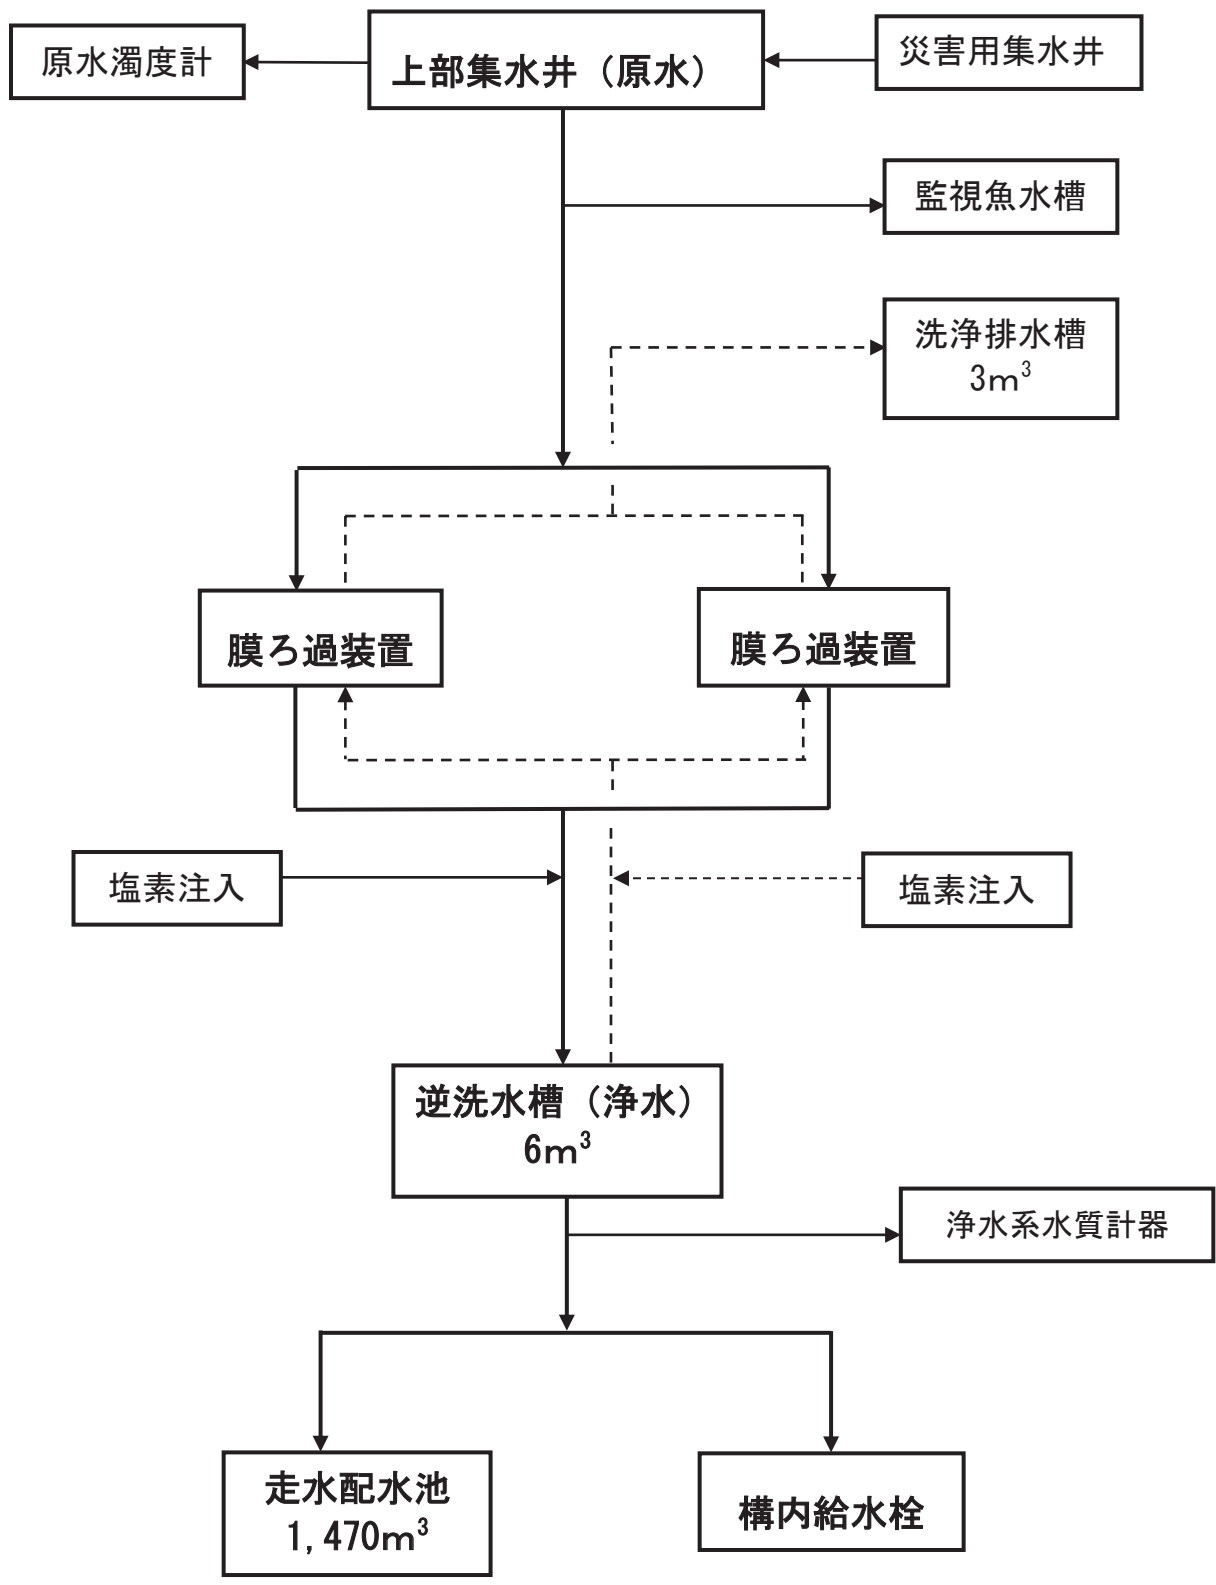 原水濁度計
上部集水井（原水）
災害用集水井
監視魚水槽
洗浄排水槽
3m³
膜ろ過装置
膜ろ過装置
塩素注入
塩素注入
逆洗水槽（浄水）
6m³
浄水系水質計器
走水配水池
1,470m³
構内給水栓